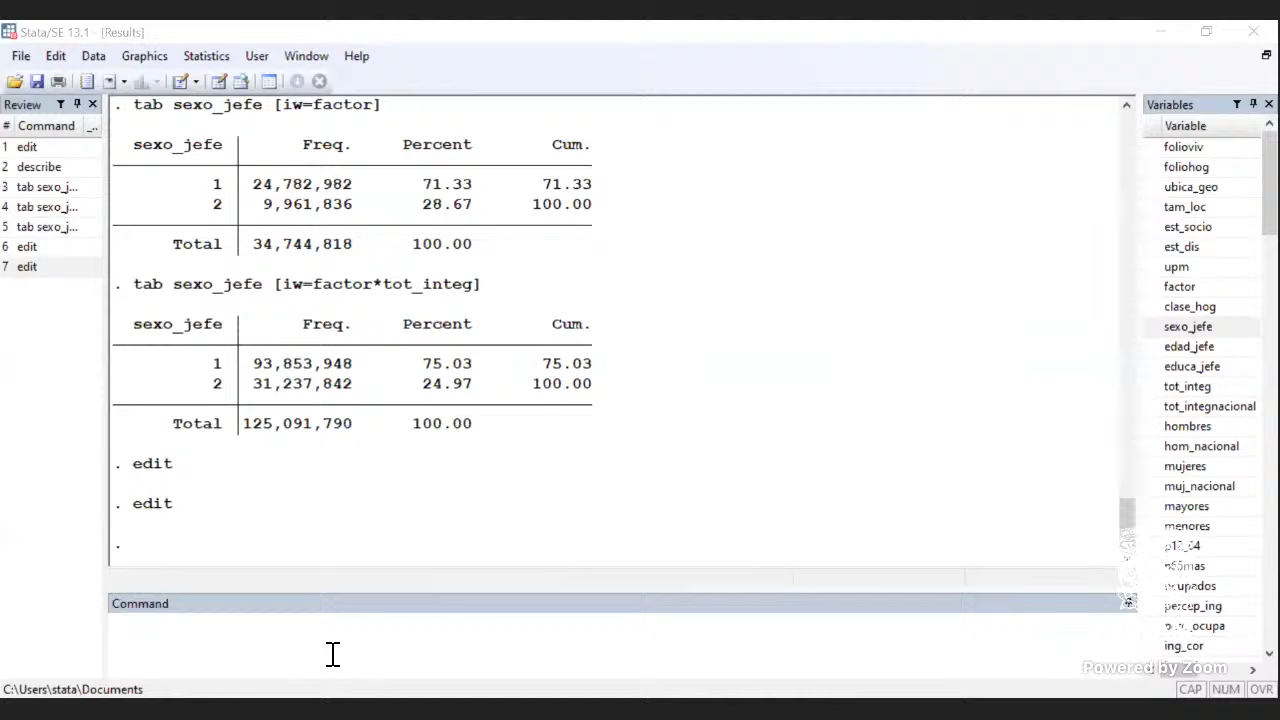 Stata/SE 13.1 - [Results]
File Edit Data Graphics Statistics User Window Help
Review
# Command
1 edit
2 describe
3 tab sexo_j...
4 tab sexo_j...
5 tab sexo_j...
6 edit
7 edit
. tab sexo_jefe [iw=factor]
sexo_jefe Freq. Percent Cum.
1 24,782,982 71.33 71.33
2 9,961,836 28.67 100.00
Total 34,744,818 100.00
. tab sexo_jefe [iw=factor*tot_integ]
sexo_jefe Freq. Percent Cum.
1 93,853,948 75.03 75.03
2 31,237,842 24.97 100.00
Total 125,091,790 100.00
. edit
. edit
.
Command
Variables
Variable
folioviv
foliohog
ubica_geo
tam_loc
est_socio
est_dis
upm
factor
clase_hog
sexo_jefe
edad_jefe
educa_jefe
tot_integ
tot_integnacional
hombres
hom_nacional
mujeres
muj_nacional
mayores
menores
p12_64
p65mas
ocupados
percep_ing
perc_ocupa
ing_cor
Powered by Zoom
C:\Users\stata\Documents
CAP NUM OVR